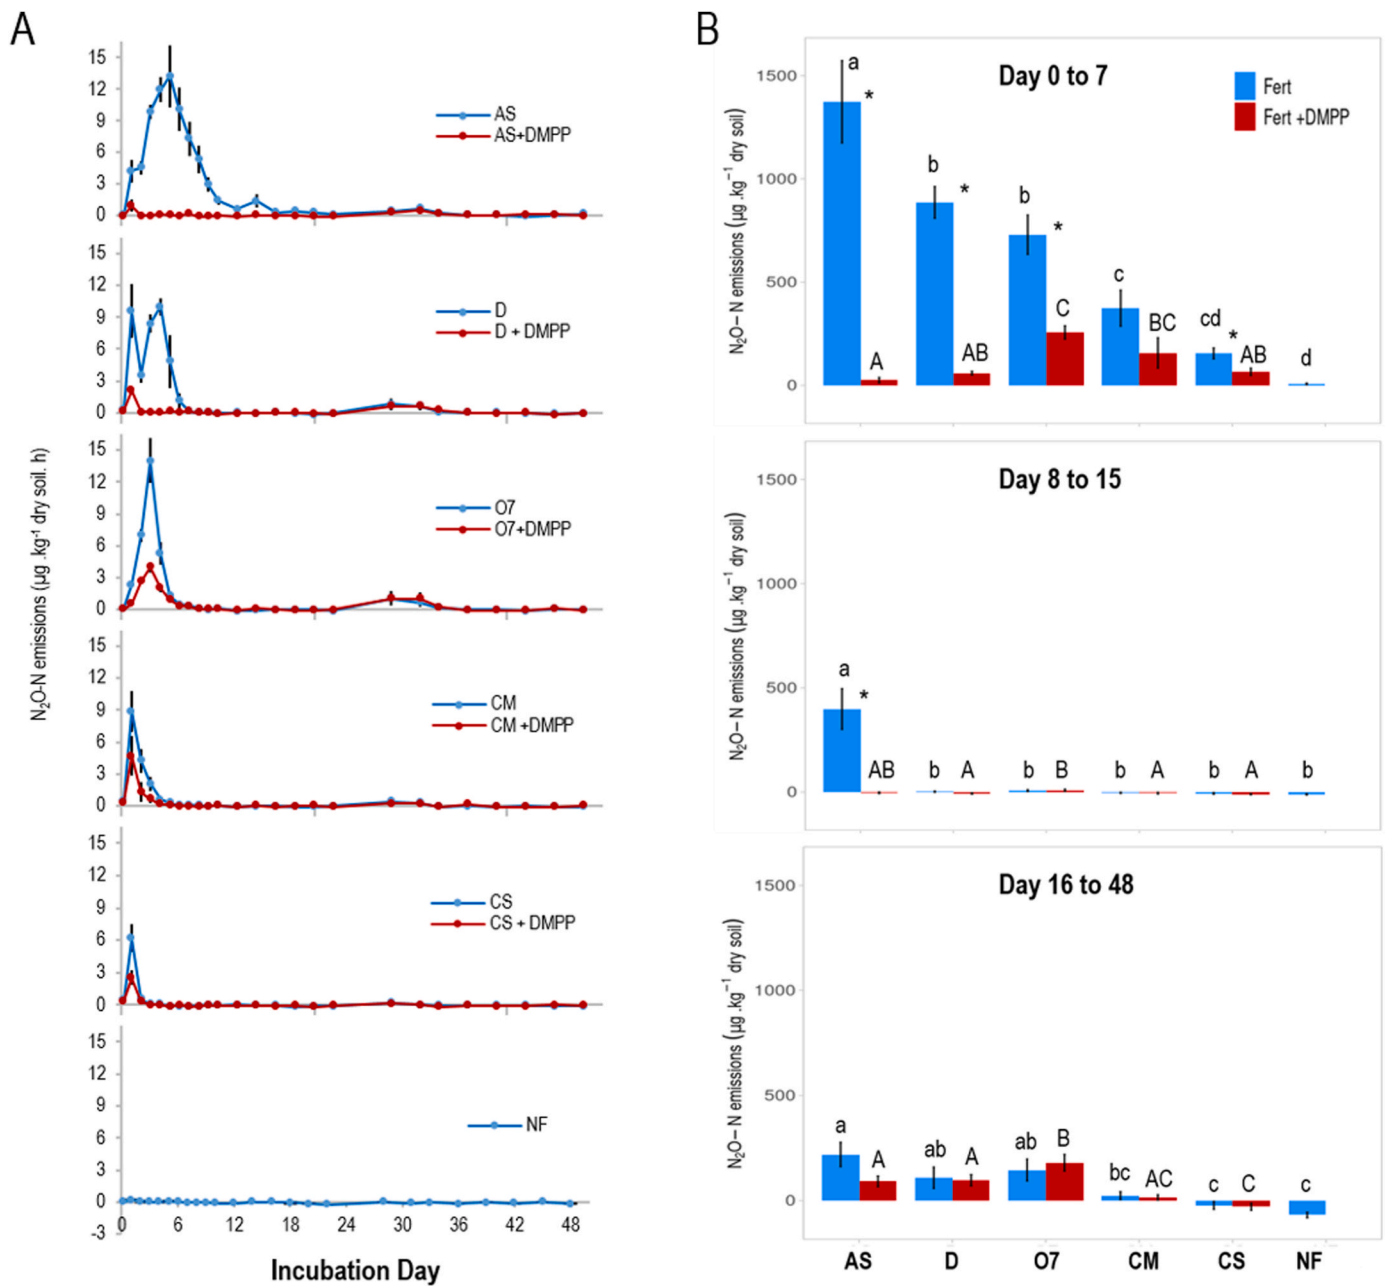 A
15
12
9
6
3
0
AS
AS+DMPP
15
12
9
6
3
0
D
D + DMPP
15
12
9
6
3
0
O7
O7+DMPP
15
12
9
6
3
0
CM
CM +DMPP
15
12
9
6
3
0
CS
CS + DMPP
15
12
9
6
3
0
-3
NF
0 6 12 18 24 30 36 42 48
N₂O-N emissions (µg .kg⁻¹ dry soil. h)
Incubation Day
B
Day 0 to 7
Fert
Fert +DMPP
N₂O–N emissions (µg .kg⁻¹ dry soil)
1500
1000
500
0
a * A b * AB b * C c BC cd * AB d
Day 8 to 15
N₂O–N emissions (µg .kg⁻¹ dry soil)
1500
1000
500
0
a * AB b A b B b A b A b
Day 16 to 48
N₂O–N emissions (µg .kg⁻¹ dry soil)
1500
1000
500
0
a A ab A ab B bc AC c C c
AS D O7 CM CS NF